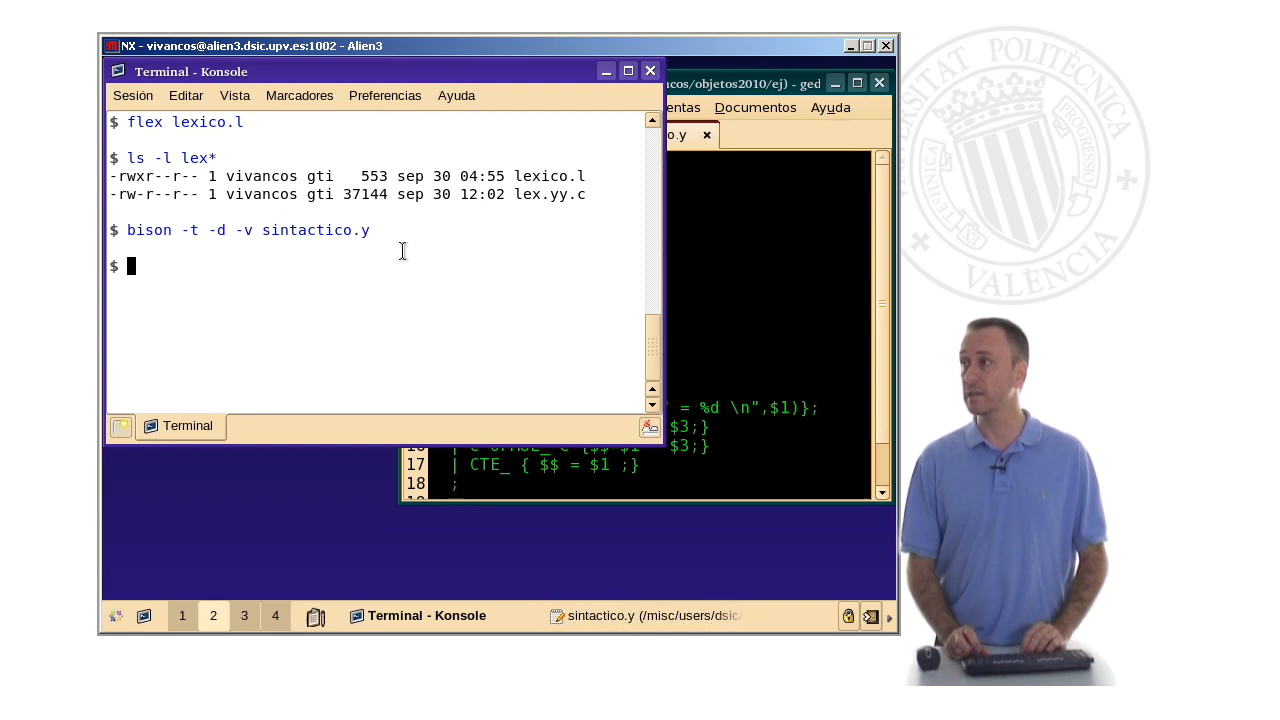 NX - vivancos@alien3.dsic.upv.es:1002 - Alien3
Terminal - Konsole
Sesión Editar Vista Marcadores Preferencias Ayuda
$ flex lexico.l
$ ls -l lex*
-rwxr--r-- 1 vivancos gti 553 sep 30 04:55 lexico.l
-rw-r--r-- 1 vivancos gti 37144 sep 30 12:02 lex.yy.c
$ bison -t -d -v sintactico.y
$
Terminal
ncos/objetos2010/ej) - ged
entas Documentos Ayuda
o.y
= %d \n",$1)};
$3;}
$3;}
17 | CTE_ { $$ = $1 ;}
18 ;
1 2 3 4 Terminal - Konsole sintactico.y (/misc/users/dsic/
UNIVERSITAT POLITÈCNICA
DE VALÈNCIA
PROGREDIENTES